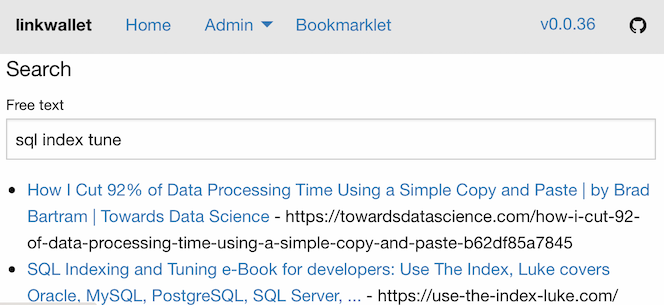 linkwallet Home Admin Bookmarklet v0.0.36
Search
Free text
sql index tune
How I Cut 92% of Data Processing Time Using a Simple Copy and Paste | by Brad
Bartram | Towards Data Science - https://towardsdatascience.com/how-i-cut-92-
of-data-processing-time-using-a-simple-copy-and-paste-b62df85a7845
SQL Indexing and Tuning e-Book for developers: Use The Index, Luke covers
Oracle, MySQL, PostgreSQL, SQL Server, ... - https://use-the-index-luke.com/